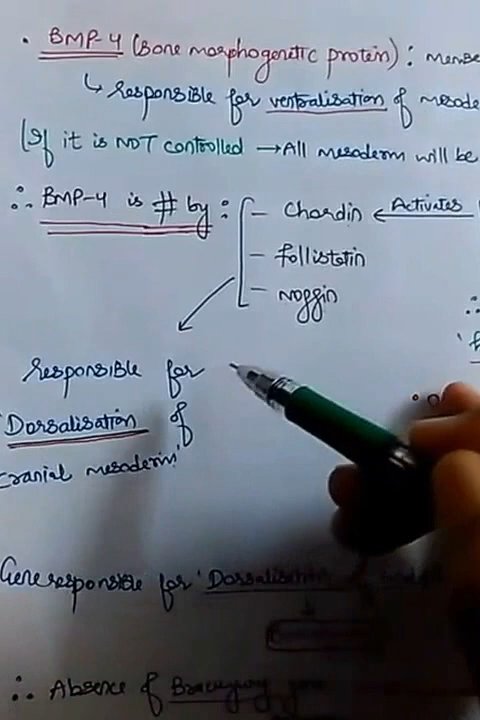 • BMP-4 (Bone morphogenetic protein) :
↳ Responsible for ventralisation of
(If it is NOT controlled → All mesoderm will be
∴ BMP-4 is # by : – Chordin ← Activates
– Follistatin
– Noggin
Responsible for
'Dorsalisation of
cranial mesoderm'
Gene responsible for 'Dorsalisation
∴ Absence of